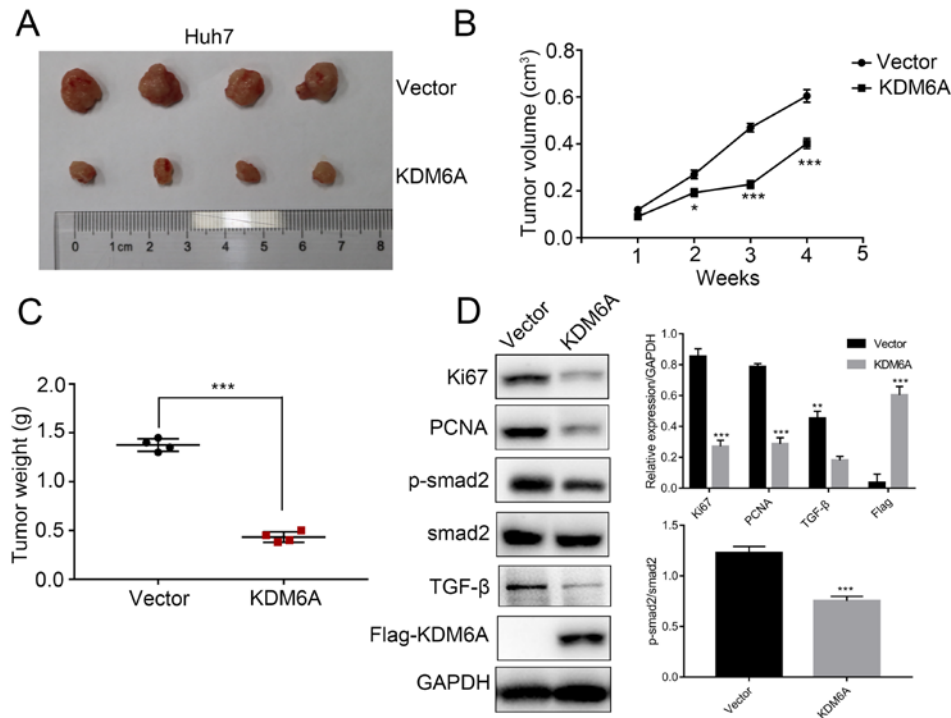 A
Huh7
Vector
KDM6A
0 1cm 2 3 4 5 6 7 8
B
Tumor volume (cm³)
0.8
0.6
0.4
0.2
0.0
1 2 3 4 5
Weeks
Vector
KDM6A
*
***
***
C
Tumor weight (g)
2.0
1.5
1.0
0.5
0.0
***
Vector KDM6A
D
Vector KDM6A
Ki67
PCNA
p-smad2
smad2
TGF-β
Flag-KDM6A
GAPDH
Relative expression/GAPDH
1.0
0.8
0.6
0.4
0.2
0.0
Vector
KDM6A
***
***
**
***
Ki67 PCNA TGF-β Flag
p-smad2/smad2
1.5
1.0
0.5
0.0
***
Vector KDM6A